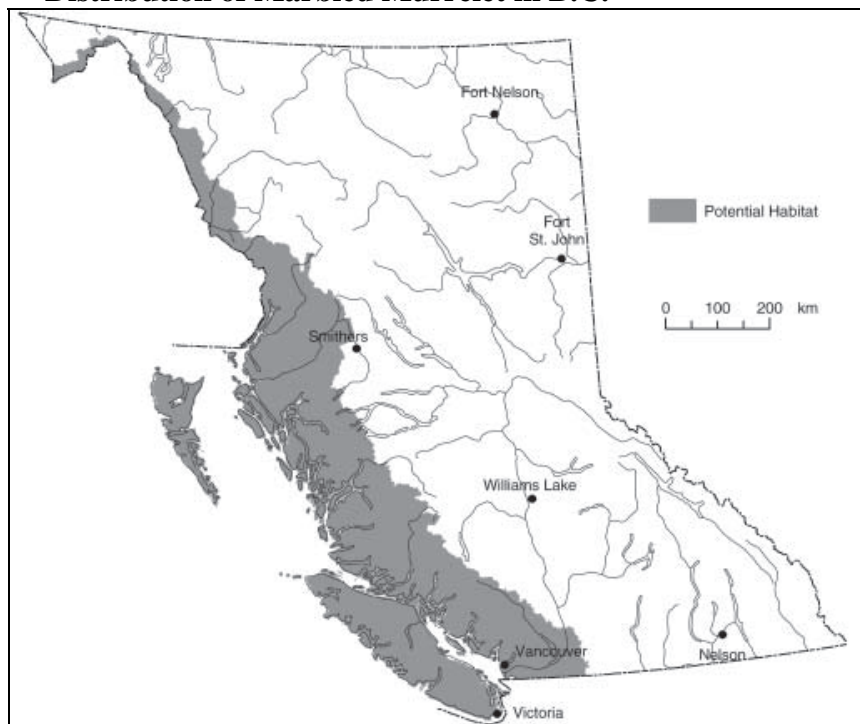 Distribution of Marbled Murrelet in B.C.
Fort Nelson
Potential Habitat
Fort
St. John
0 100 200 km
Smithers
Williams Lake
Nelson
Vancouver
Victoria